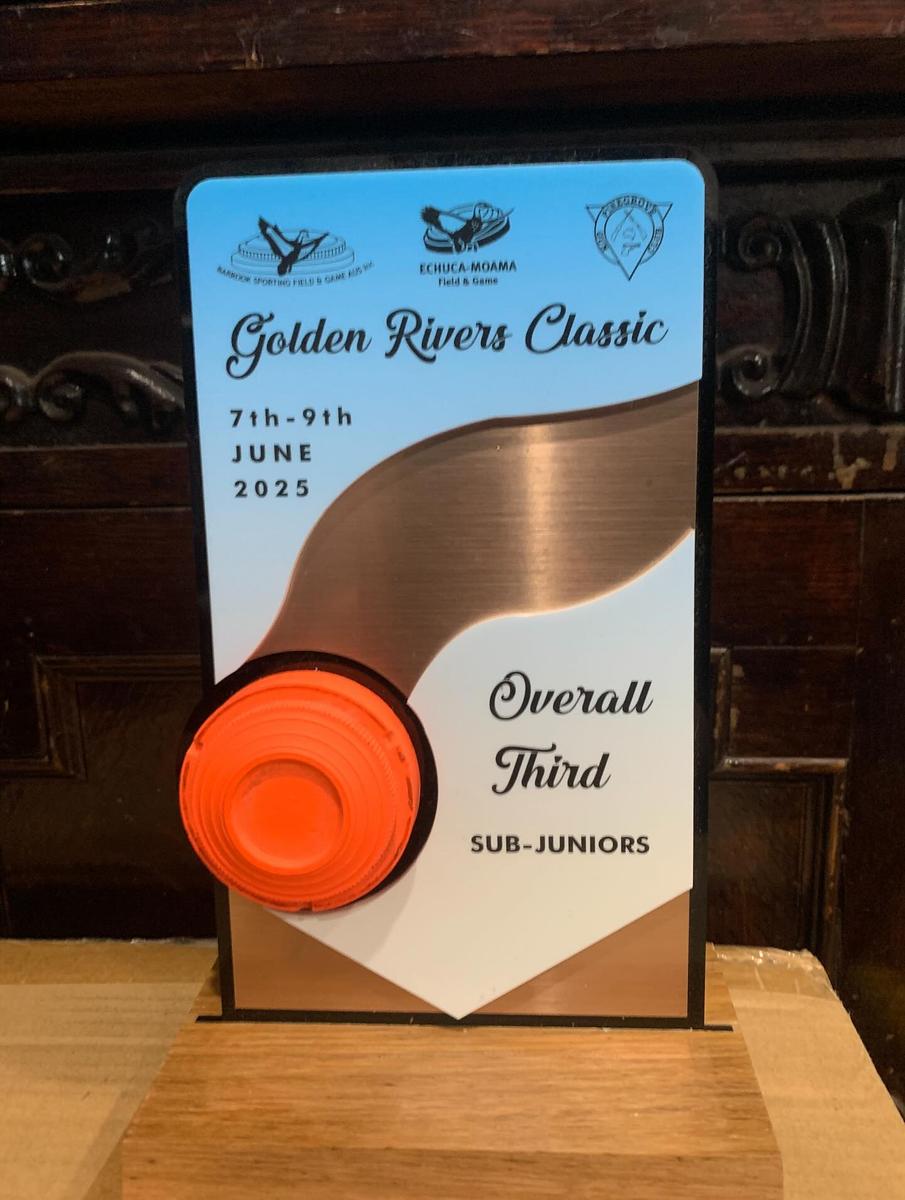 BARROOK SPORTING FIELD & GAME AUS INC
ECHUCA-MOAMA
Field & Game
PINEGROVE
Golden Rivers Classic
7th-9th
JUNE
2025
Overall
Third
SUB-JUNIORS